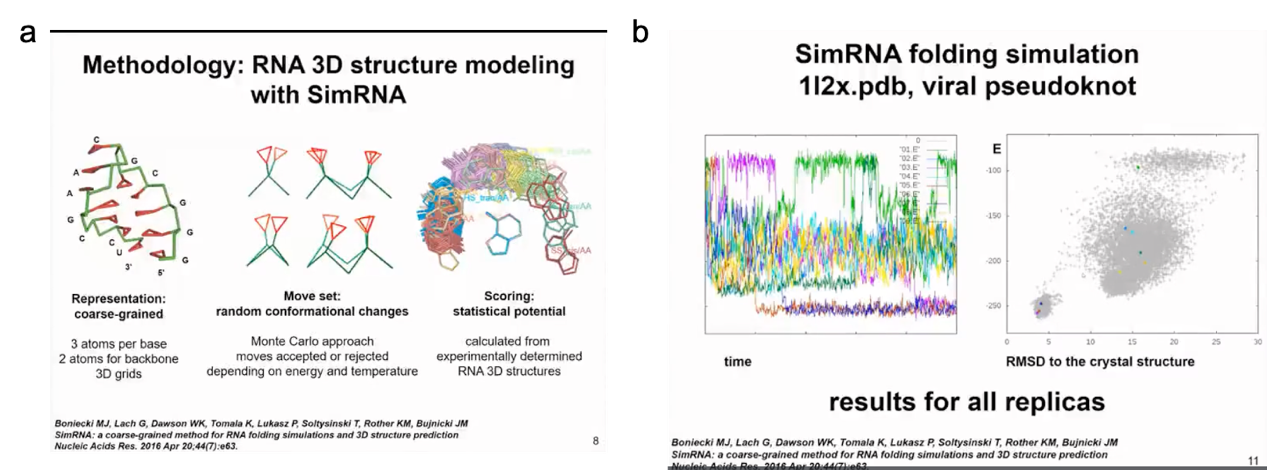 a
Methodology: RNA 3D structure modeling
with SimRNA
C
A
G
C
A
G
G
C
C
U
G
3'
5'
Representation:
coarse-grained
3 atoms per base
2 atoms for backbone
3D grids
Move set:
random conformational changes
Monte Carlo approach
moves accepted or rejected
depending on energy and temperature
Scoring:
statistical potential
calculated from
experimentally determined
RNA 3D structures
Boniecki MJ, Lach G, Dawson WK, Tomala K, Lukasz P, Soltysinski T, Rother KM, Bujnicki JM
SimRNA: a coarse-grained method for RNA folding simulations and 3D structure prediction
Nucleic Acids Res. 2016 Apr 20;44(7):e63.
8
b
SimRNA folding simulation
1l2x.pdb, viral pseudoknot
0
"01.E"
"02.E"
"03.E"
"04.E"
"05.E"
time
E
-100
-150
-200
-250
0 5 10 15 20 25 30
RMSD to the crystal structure
results for all replicas
Boniecki MJ, Lach G, Dawson WK, Tomala K, Lukasz P, Soltysinski T, Rother KM, Bujnicki JM
SimRNA: a coarse-grained method for RNA folding simulations and 3D structure prediction
Nucleic Acids Res. 2016 Apr 20;44(7):e63.
11